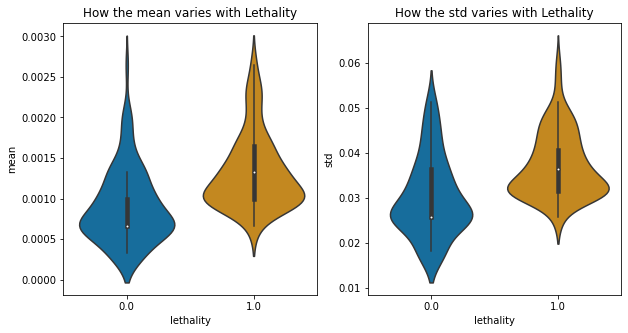 How the mean varies with Lethality
0.0030
0.0025
0.0020
0.0015
0.0010
0.0005
0.0000
mean
0.0
1.0
lethality
How the std varies with Lethality
0.06
0.05
0.04
0.03
0.02
0.01
std
0.0
1.0
lethality